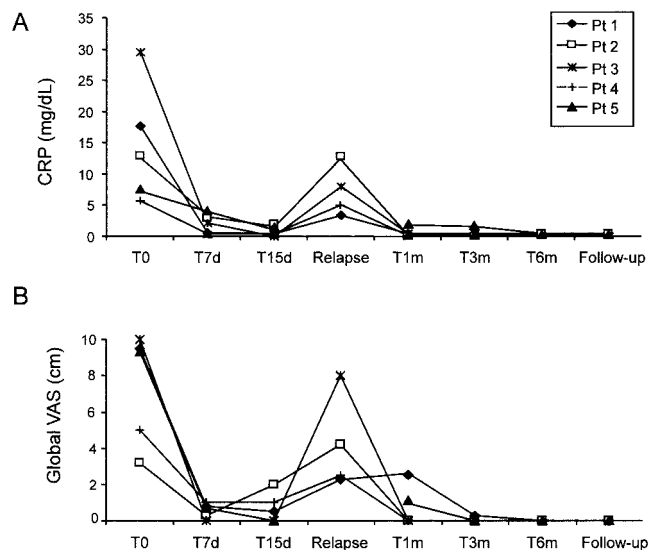 A
CRP (mg/dL)
35
30
25
20
15
10
5
0
T0 T7d T15d Relapse T1m T3m T6m Follow-up
Pt 1
Pt 2
Pt 3
Pt 4
Pt 5
B
Global VAS (cm)
10
8
6
4
2
0
T0 T7d T15d Relapse T1m T3m T6m Follow-up